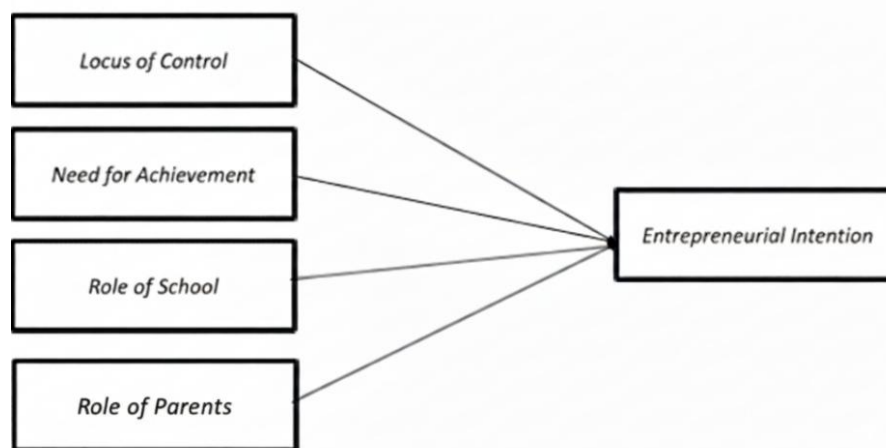 Locus of Control
Need for Achievement
Role of School
Role of Parents
Entrepreneurial Intention